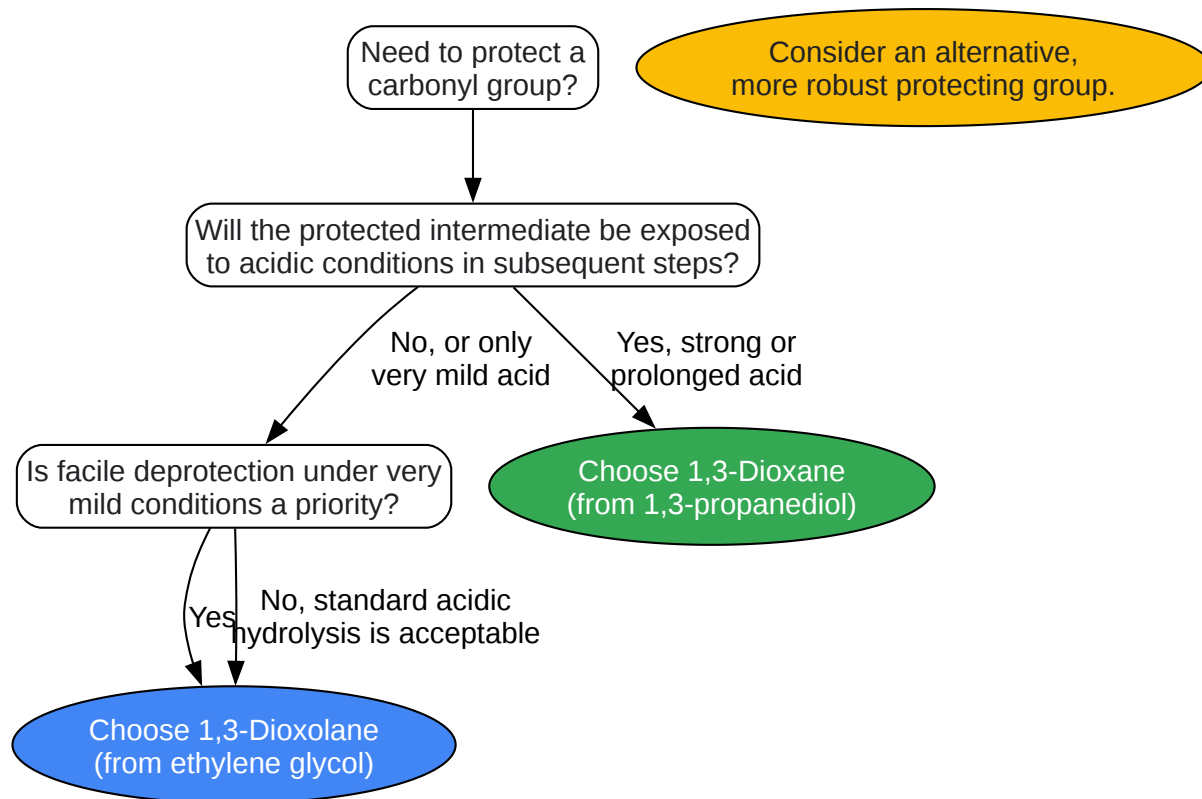 Need to protect a
carbonyl group?
Consider an alternative,
more robust protecting group.
Will the protected intermediate be exposed
to acidic conditions in subsequent steps?
No, or only
very mild acid
Yes, strong or
prolonged acid
Is facile deprotection under very
mild conditions a priority?
Choose 1,3-Dioxane
(from 1,3-propanediol)
Yes
No, standard acidic
hydrolysis is acceptable
Choose 1,3-Dioxolane
(from ethylene glycol)